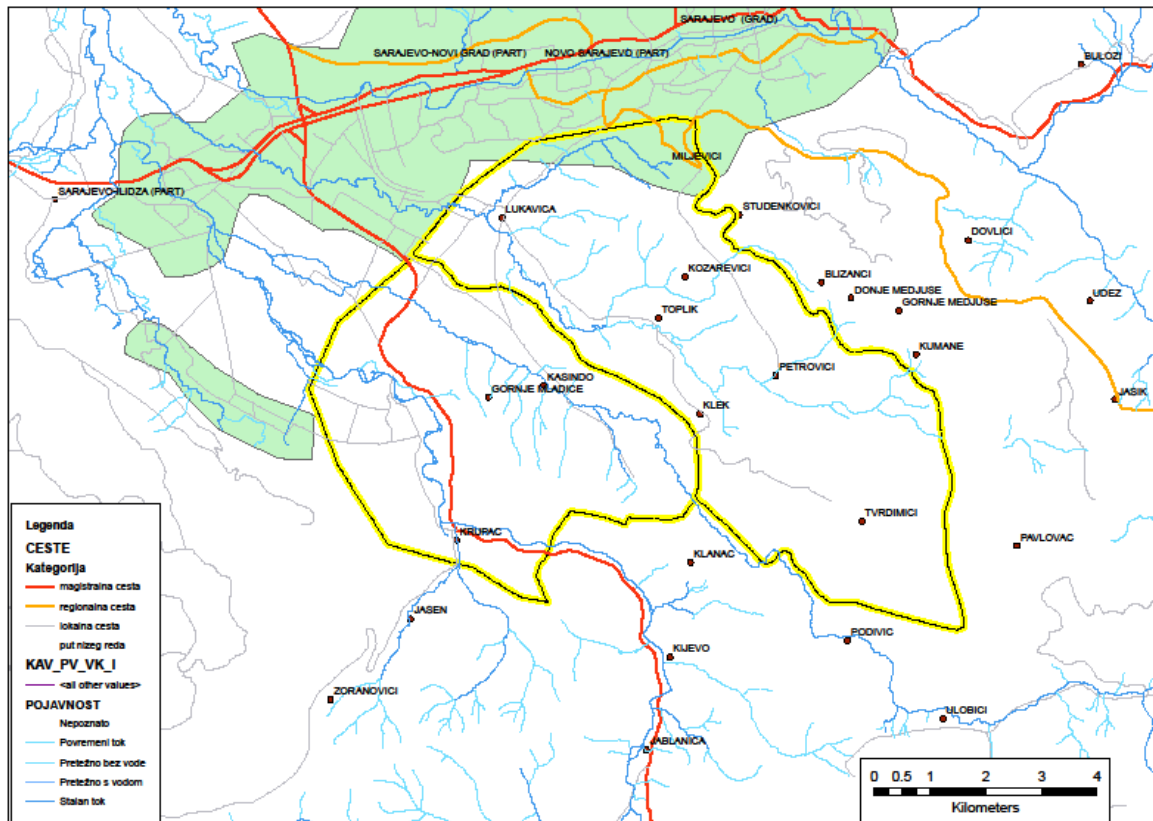 SARAJEVO (GRAD)
SARAJEVO-NOVI GRAD (PART)
NOVO SARAJEVO (PART)
BULOZI
MILJEVICI
SARAJEVO-ILIDZA (PART)
LUKAVICA
STUDENKOVICI
DOVLICI
KOZAREVICI
BLIZANCI
DONJE MEDJUSE
GORNJE MEDJUSE
UDEZ
TOPLIK
KUMANE
PETROVICI
KASINDO
GORNJE MLADICE
JASIK
KLEK
TVRDIMICI
KRUPAC
PAVLOVAC
KLANAC
JASEN
PODIVIC
KIJEVO
ZORANOVICI
ULOBICI
JABLANICA
Legenda
CESTE
Kategorija
magistralna cesta
regionalna cesta
lokalna cesta
put nizeg reda
KAV_PV_VK_I
<all other values>
POJAVNOST
Nepoznato
Povremeni tok
Pretežno bez vode
Pretežno s vodom
Stalan tok
0 0.5 1 2 3 4
Kilometers